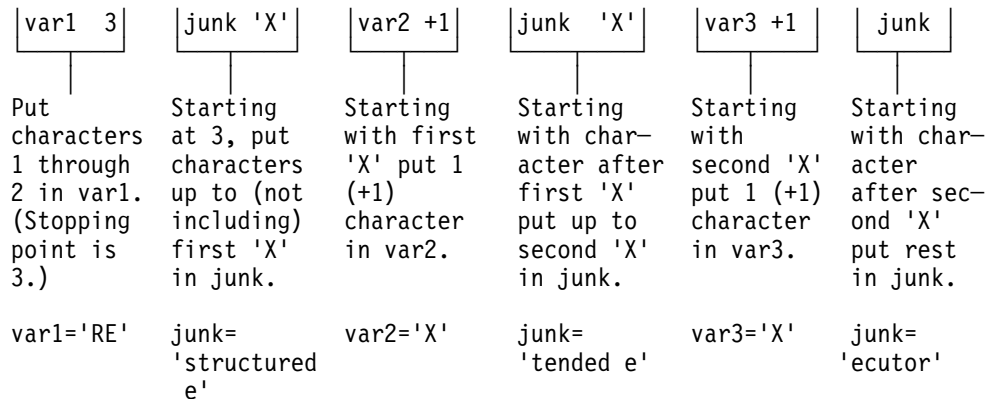 var1 3 junk 'X' var2 +1 junk 'X' var3 +1 junk
Put
characters
1 through
2 in var1.
(Stopping
point is
3.)
Starting
at 3, put
characters
up to (not
including)
first 'X'
in junk.
Starting
with first
'X' put 1
(+1)
character
in var2.
Starting
with char—
acter after
first 'X'
put up to
second 'X'
in junk.
Starting
with
second 'X'
put 1 (+1)
character
in var3.
Starting
with char—
acter
after sec—
ond 'X'
put rest
in junk.
var1='RE'
junk=
'structured
e'
var2='X'
junk=
'tended e'
var3='X'
junk=
'ecutor'